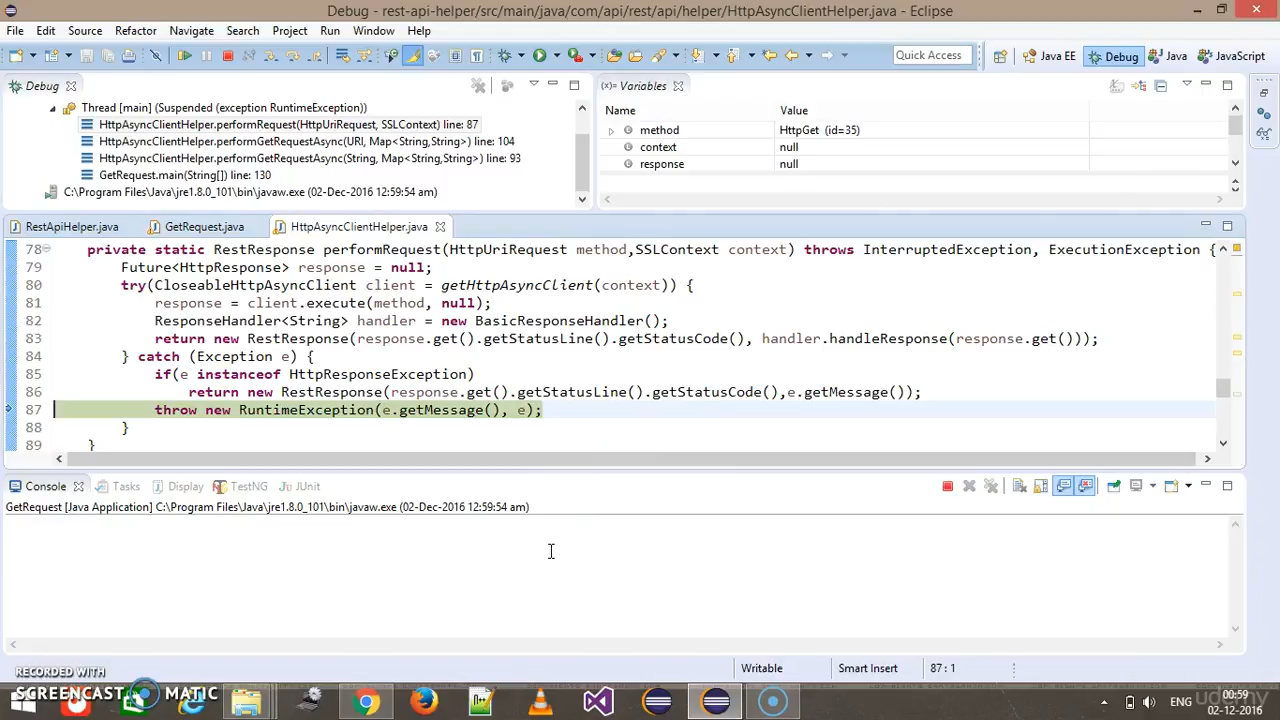 Debug - rest-api-helper/src/main/java/com/api/rest/api/helper/HttpAsyncClientHelper.java - Eclipse
File Edit Source Refactor Navigate Search Project Run Window Help
Quick Access
Java EE
Debug
Java
JavaScript
Debug
Thread [main] (Suspended (exception RuntimeException))
HttpAsyncClientHelper.performRequest(HttpUriRequest, SSLContext) line: 87
HttpAsyncClientHelper.performGetRequestAsync(URI, Map<String,String>) line: 104
HttpAsyncClientHelper.performGetRequestAsync(String, Map<String,String>) line: 93
GetRequest.main(String[]) line: 130
C:\Program Files\Java\jre1.8.0_101\bin\javaw.exe (02-Dec-2016 12:59:54 am)
(x)= Variables
Name Value
method HttpGet (id=35)
context null
response null
RestApiHelper.java GetRequest.java HttpAsyncClientHelper.java
78 private static RestResponse performRequest(HttpUriRequest method,SSLContext context) throws InterruptedException, ExecutionException {
79 Future<HttpResponse> response = null;
80 try(CloseableHttpAsyncClient client = getHttpAsyncClient(context)) {
81 response = client.execute(method, null);
82 ResponseHandler<String> handler = new BasicResponseHandler();
83 return new RestResponse(response.get().getStatusLine().getStatusCode(), handler.handleResponse(response.get()));
84 } catch (Exception e) {
85 if(e instanceof HttpResponseException)
86 return new RestResponse(response.get().getStatusLine().getStatusCode(),e.getMessage());
87 throw new RuntimeException(e.getMessage(), e);
88 }
89 }
Console Tasks Display TestNG JUnit
GetRequest [Java Application] C:\Program Files\Java\jre1.8.0_101\bin\javaw.exe (02-Dec-2016 12:59:54 am)
Writable Smart Insert 87 : 1
RECORDED WITH
SCREENCAST MATIC
ENG
00:59
02-12-2016
udemy